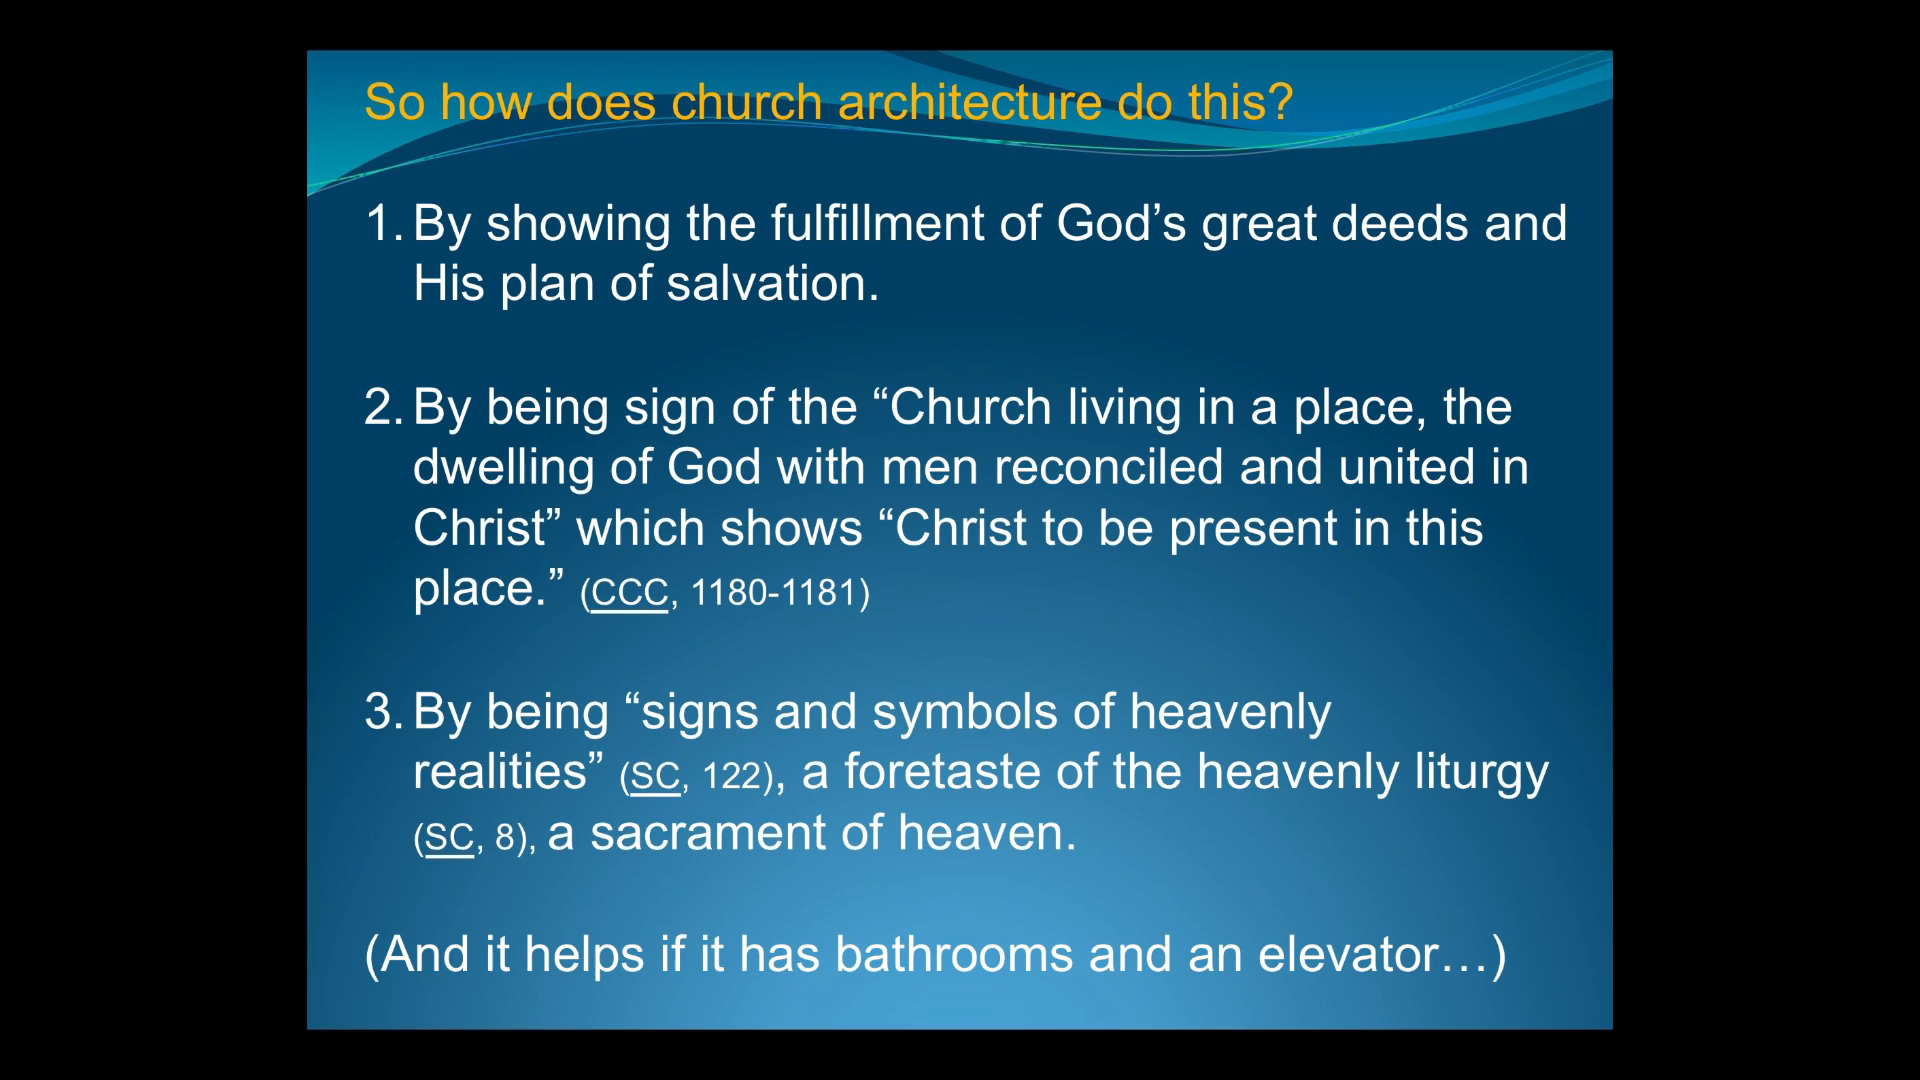 So how does church architecture do this?
1. By showing the fulfillment of God’s great deeds and
His plan of salvation.
2. By being sign of the “Church living in a place, the
dwelling of God with men reconciled and united in
Christ” which shows “Christ to be present in this
place.” (CCC, 1180-1181)
3. By being “signs and symbols of heavenly
realities” (SC, 122), a foretaste of the heavenly liturgy
(SC, 8), a sacrament of heaven.
(And it helps if it has bathrooms and an elevator…)